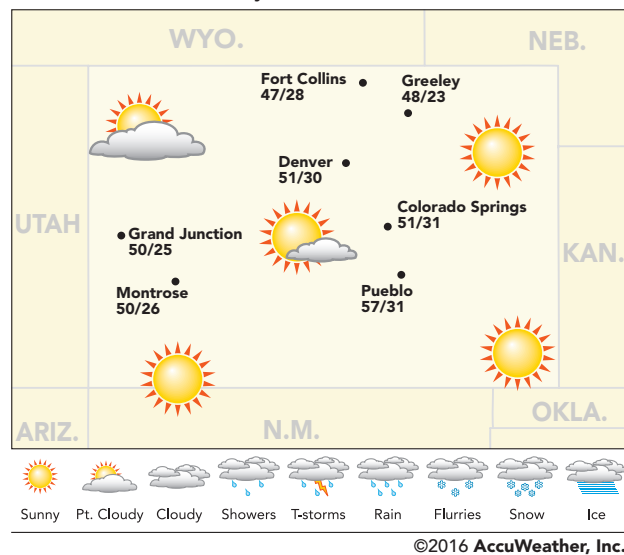 WYO.
NEB.
Fort Collins
47/28
Greeley
48/23
Denver
51/30
UTAH
Colorado Springs
51/31
Grand Junction
50/25
KAN.
Montrose
50/26
Pueblo
57/31
ARIZ.
N.M.
OKLA.
Sunny Pt. Cloudy Cloudy Showers T-storms Rain Flurries Snow Ice
©2016 AccuWeather, Inc.